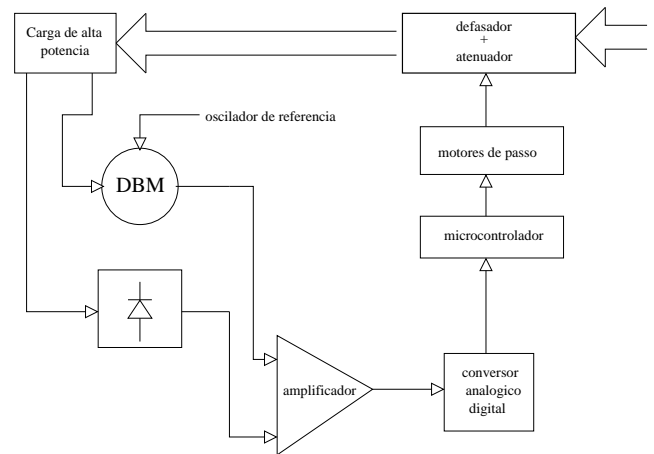 Carga de alta
potencia
defasador
+
atenuador
oscilador de referencia
DBM
motores de passo
microcontrolador
amplificador
conversor
analogico
digital